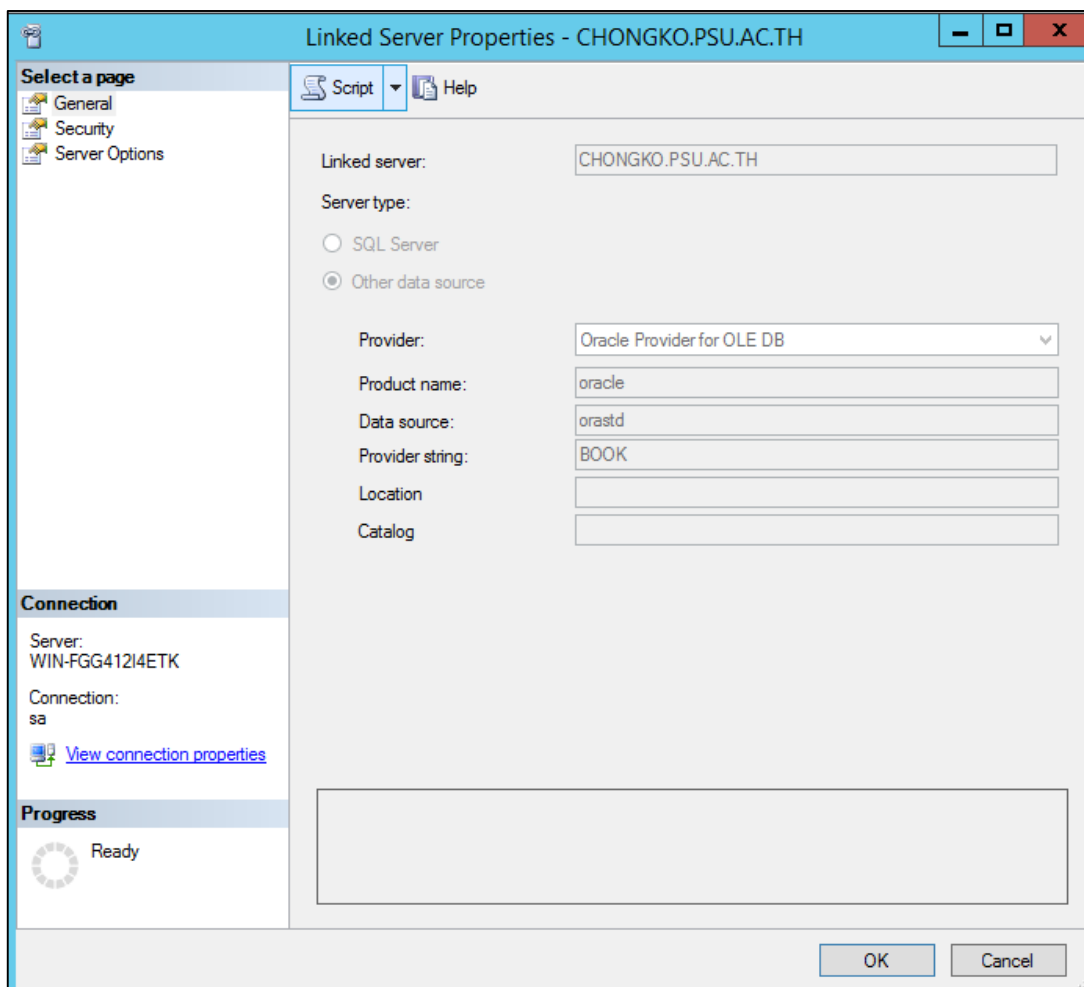 Linked Server Properties - CHONGKO.PSU.AC.TH
Select a page
General
Security
Server Options
Script
Help
Linked server:
CHONGKO.PSU.AC.TH
Server type:
SQL Server
Other data source
Provider:
Oracle Provider for OLE DB
Product name:
oracle
Data source:
orastd
Provider string:
BOOK
Location
Catalog
Connection
Server:
WIN-FGG412I4ETK
Connection:
sa
View connection properties
Progress
Ready
OK
Cancel